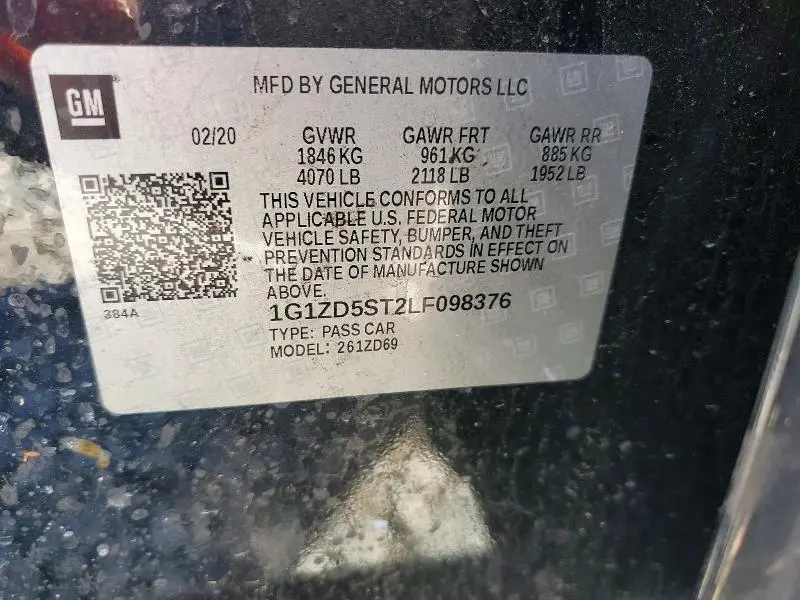 GM
MFD BY GENERAL MOTORS LLC
02/20 GVWR GAWR FRT GAWR RR
1846 KG 961 KG 885 KG
4070 LB 2118 LB 1952 LB
THIS VEHICLE CONFORMS TO ALL
APPLICABLE U.S. FEDERAL MOTOR
VEHICLE SAFETY, BUMPER, AND THEFT
PREVENTION STANDARDS IN EFFECT ON
THE DATE OF MANUFACTURE SHOWN
ABOVE.
384A
1G1ZD5ST2LF098376
TYPE: PASS CAR
MODEL: 261ZD69